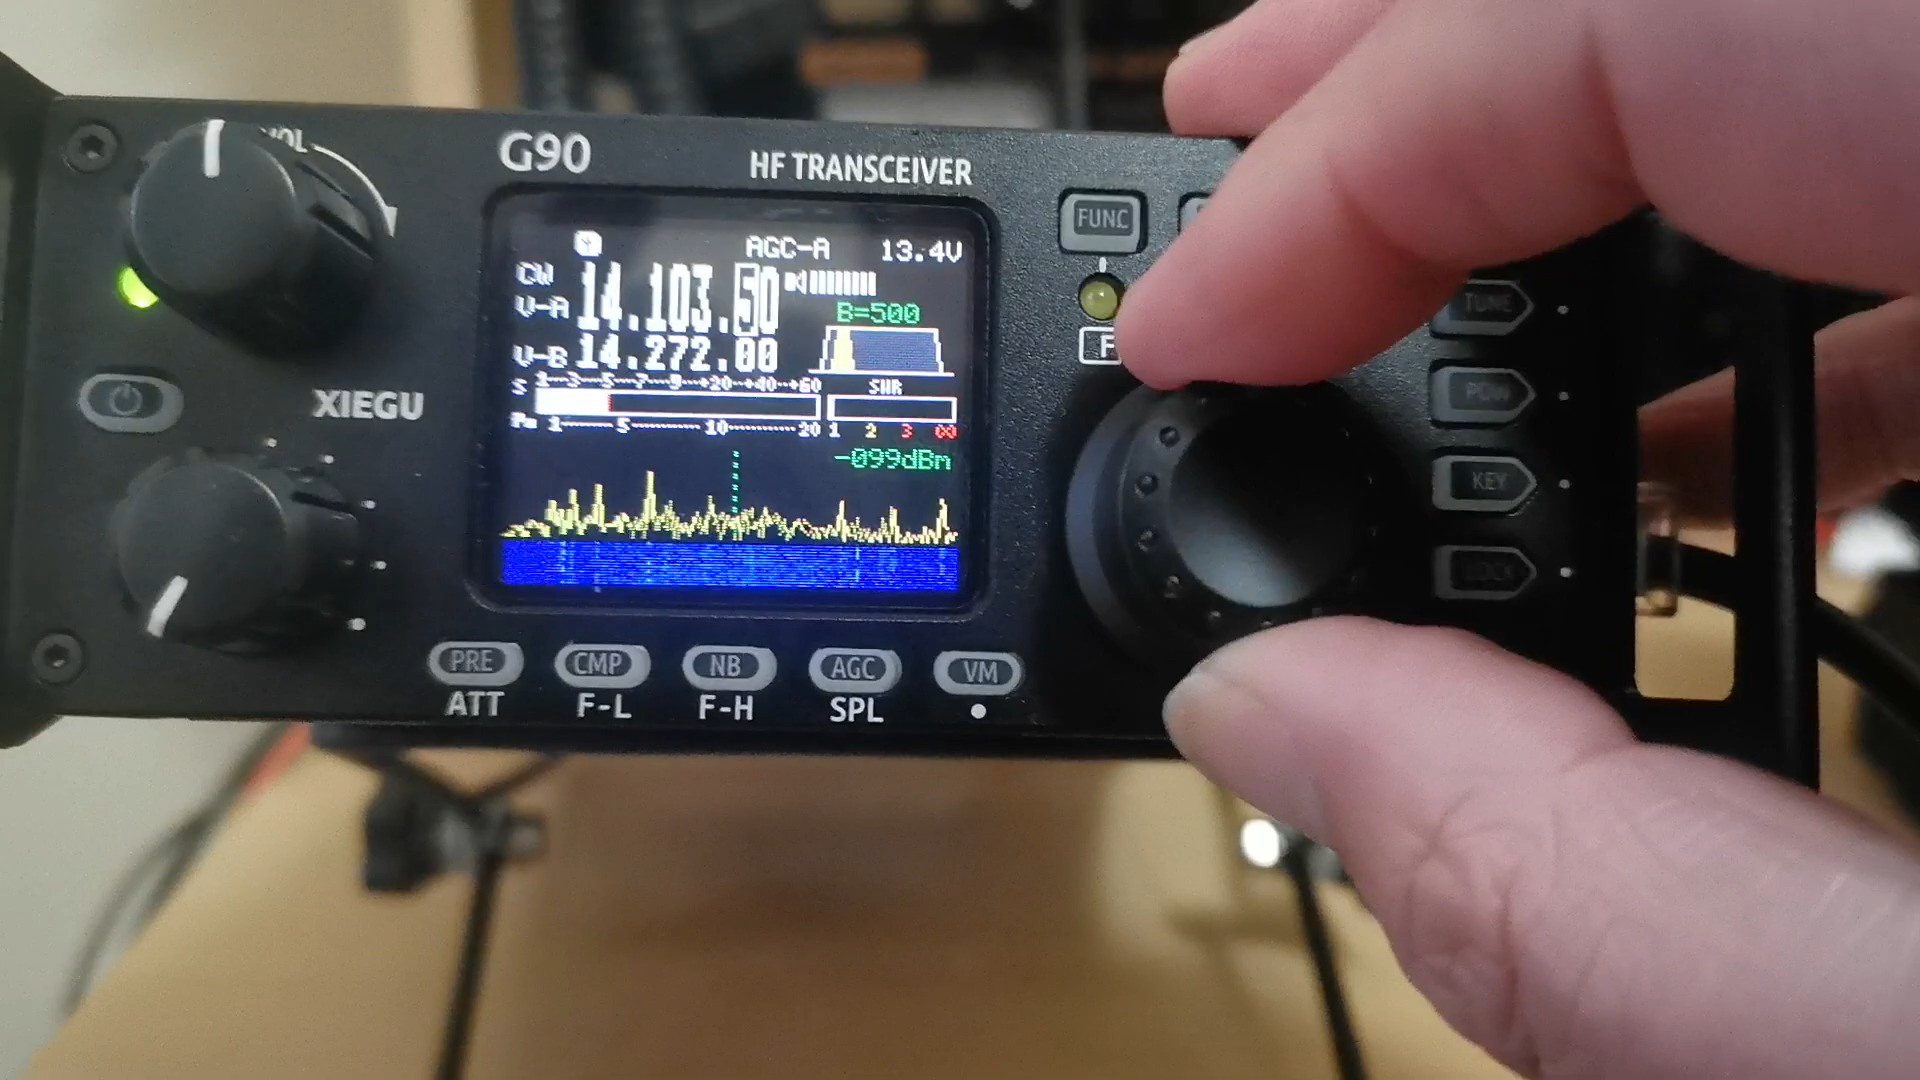 VOL
G90
HF TRANSCEIVER
FUNC
AGC-A 13.4V
CW
V-A 14.103.50
B=500
V-B 14.272.00
S 1 3 5 7 9 +20 +40 +60 SWR
Po 1 5 10 20 1 2 3 ∞
-099dBm
XIEGU
F
TUNE
POW
KEY
LOCK
PRE CMP NB AGC VM
ATT F-L F-H SPL